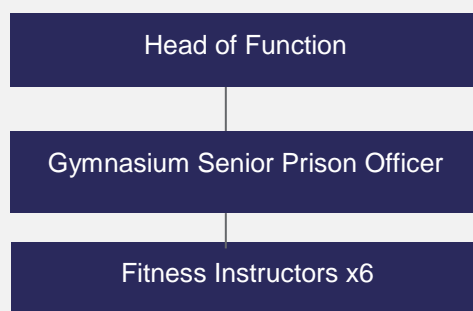 Head of Function
Gymnasium Senior Prison Officer
Fitness Instructors x6